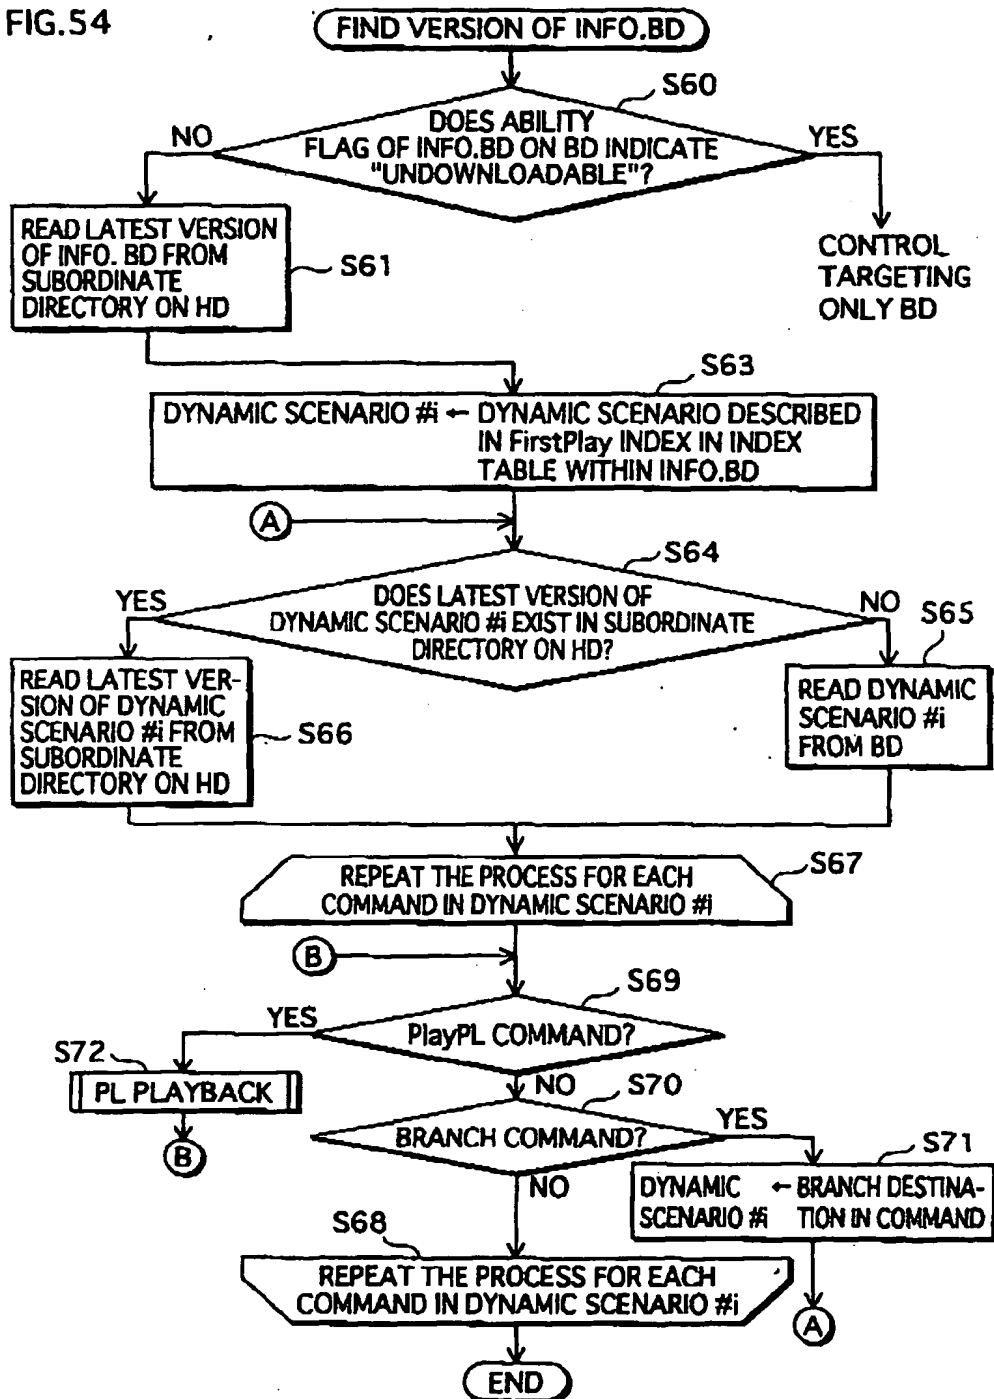 FIG.54
FIND VERSION OF INFO.BD
S60
DOES ABILITY
FLAG OF INFO.BD ON BD INDICATE
"UNDOWNLOADABLE"?
NO
YES
READ LATEST VERSION
OF INFO. BD FROM
SUBORDINATE
DIRECTORY ON HD
S61
CONTROL
TARGETING
ONLY BD
S63
DYNAMIC SCENARIO #i ← DYNAMIC SCENARIO DESCRIBED
IN FirstPlay INDEX IN INDEX
TABLE WITHIN INFO.BD
A
S64
DOES LATEST VERSION OF
DYNAMIC SCENARIO #i EXIST IN SUBORDINATE
DIRECTORY ON HD?
YES
NO
S65
READ LATEST VER-
SION OF DYNAMIC
SCENARIO #i FROM
SUBORDINATE
DIRECTORY ON HD
S66
READ DYNAMIC
SCENARIO #i
FROM BD
REPEAT THE PROCESS FOR EACH
COMMAND IN DYNAMIC SCENARIO #i
S67
B
S69
PlayPL COMMAND?
YES
S72
PL PLAYBACK
B
NO
S70
BRANCH COMMAND?
YES
S71
DYNAMIC ← BRANCH DESTINA-
SCENARIO #i TION IN COMMAND
NO
S68
REPEAT THE PROCESS FOR EACH
COMMAND IN DYNAMIC SCENARIO #i
A
END